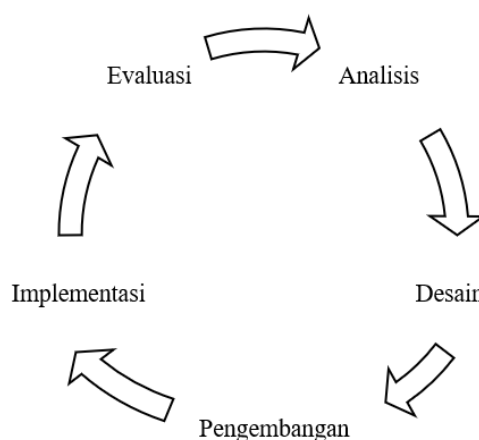 Evaluasi
Analisis
Implementasi
Desain
Pengembangan